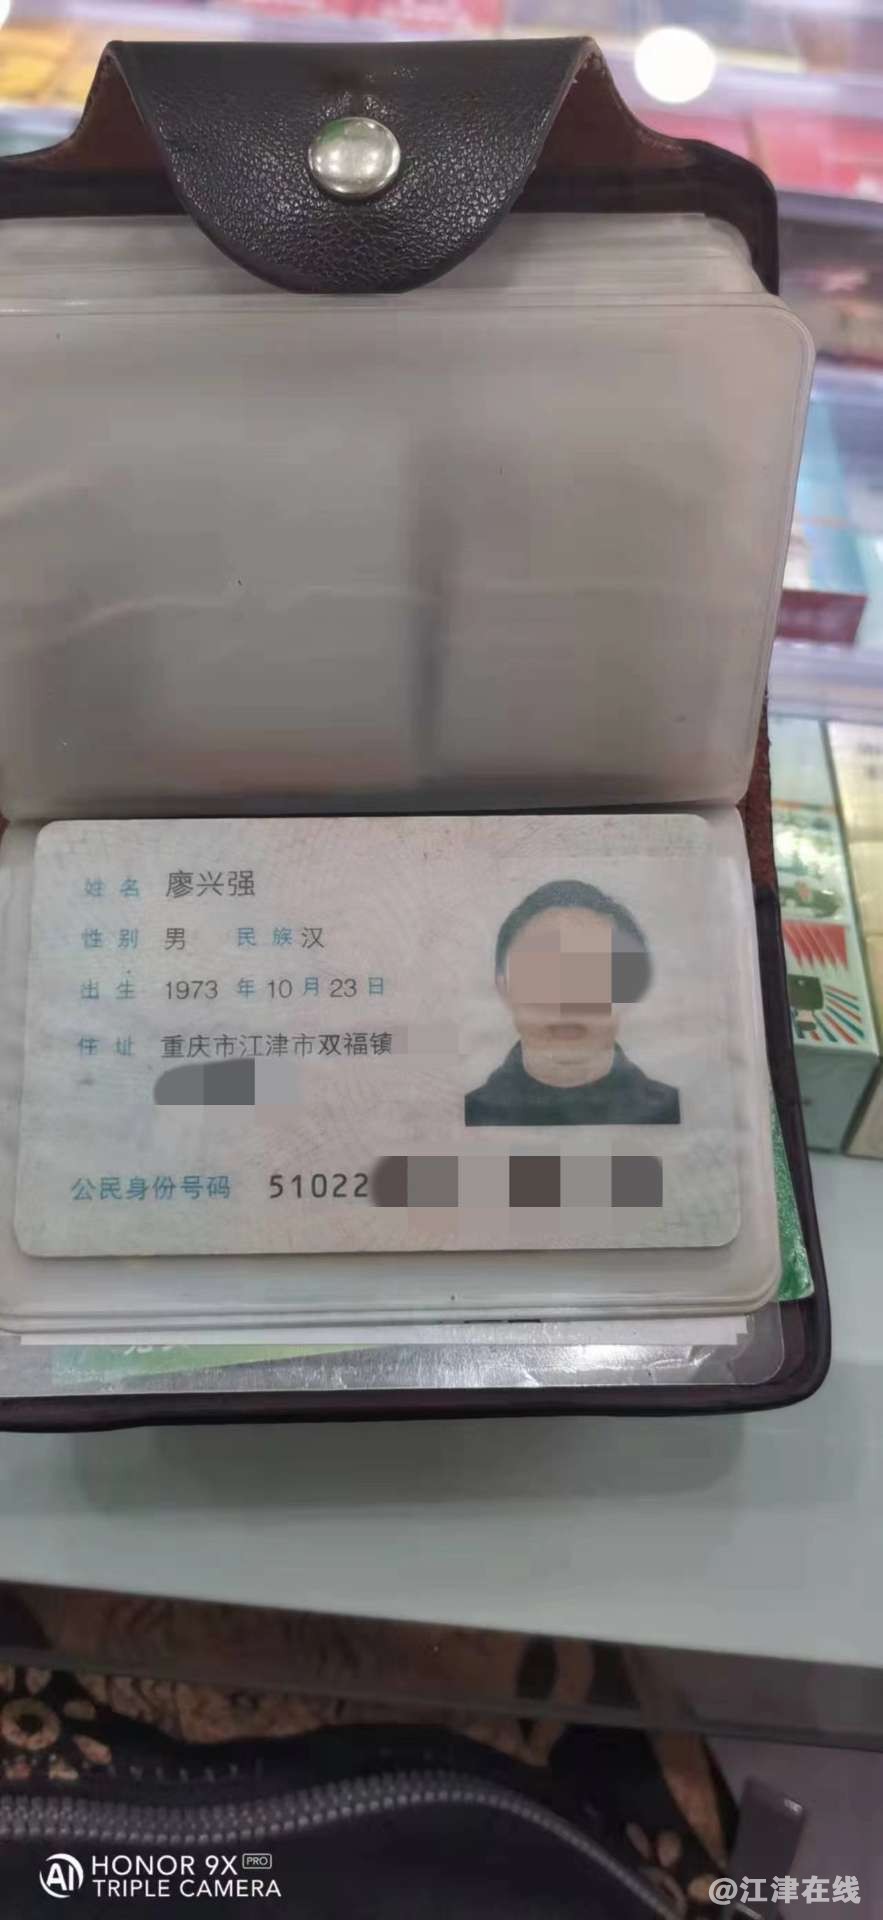 姓名 廖兴强
性别 男 民族 汉
出生 1973 年 10 月 23 日
住址 重庆市江津市双福镇
公民身份号码 51022
HONOR 9X PRO
TRIPLE CAMERA
@江津在线